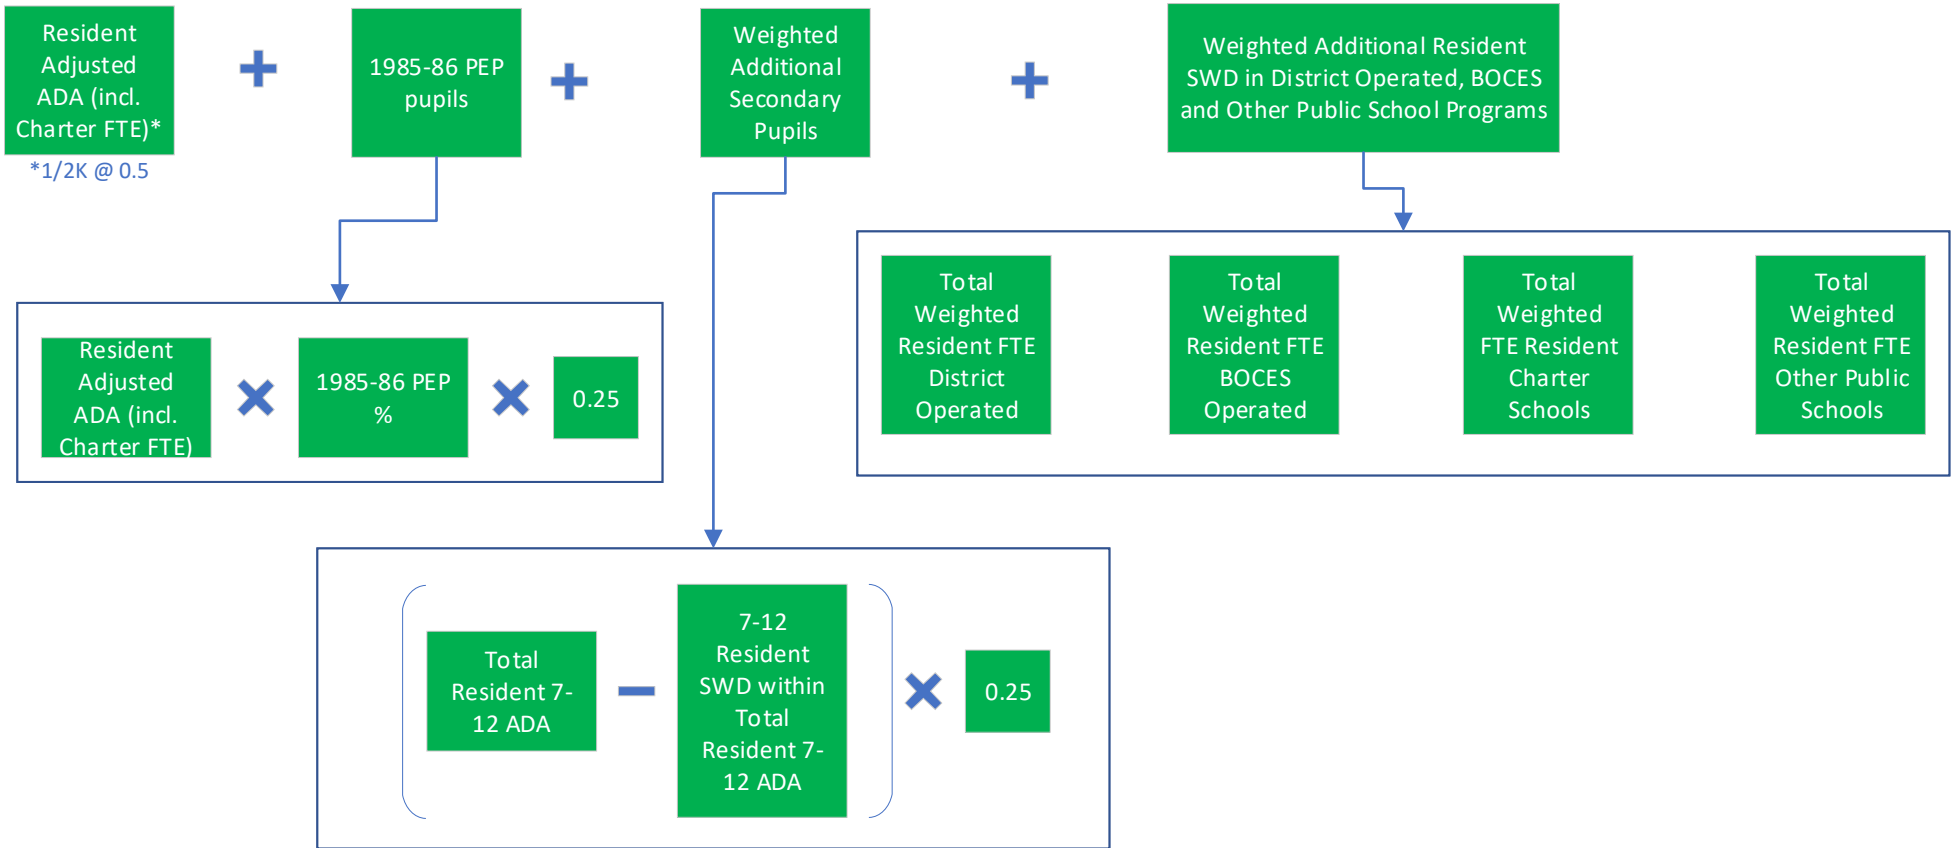 Resident
Adjusted
ADA (incl.
Charter FTE)*
*1/2K @ 0.5
1985-86 PEP
pupils
Weighted
Additional
Secondary
Pupils
Weighted Additional Resident
SWD in District Operated, BOCES
and Other Public School Programs
Resident
Adjusted
ADA (incl.
Charter FTE)
1985-86 PEP
%
0.25
Total
Weighted
Resident FTE
District
Operated
Total
Weighted
Resident FTE
BOCES
Operated
Total
Weighted
FTE Resident
Charter
Schools
Total
Weighted
Resident FTE
Other Public
Schools
Total
Resident 7-
12 ADA
7-12
Resident
SWD within
Total
Resident 7-
12 ADA
0.25